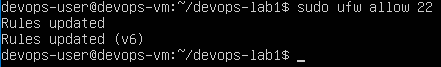 devops-user@devops-vm:~/devops-lab1$ sudo ufw allow 22
Rules updated
Rules updated (v6)
devops-user@devops-vm:~/devops-lab1$ _